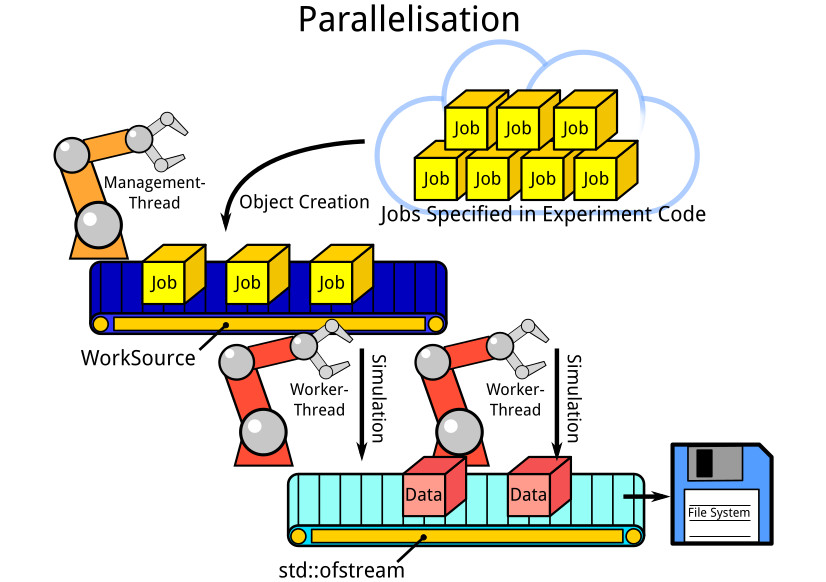 Parallelisation
Job
Job
Job
Job
Job
Job
Job
Jobs Specified in Experiment Code
Management-
Thread
Object Creation
Job
Job
Job
WorkSource
Worker-
Thread
Simulation
Worker-
Thread
Simulation
Data
Data
File System
std::ofstream